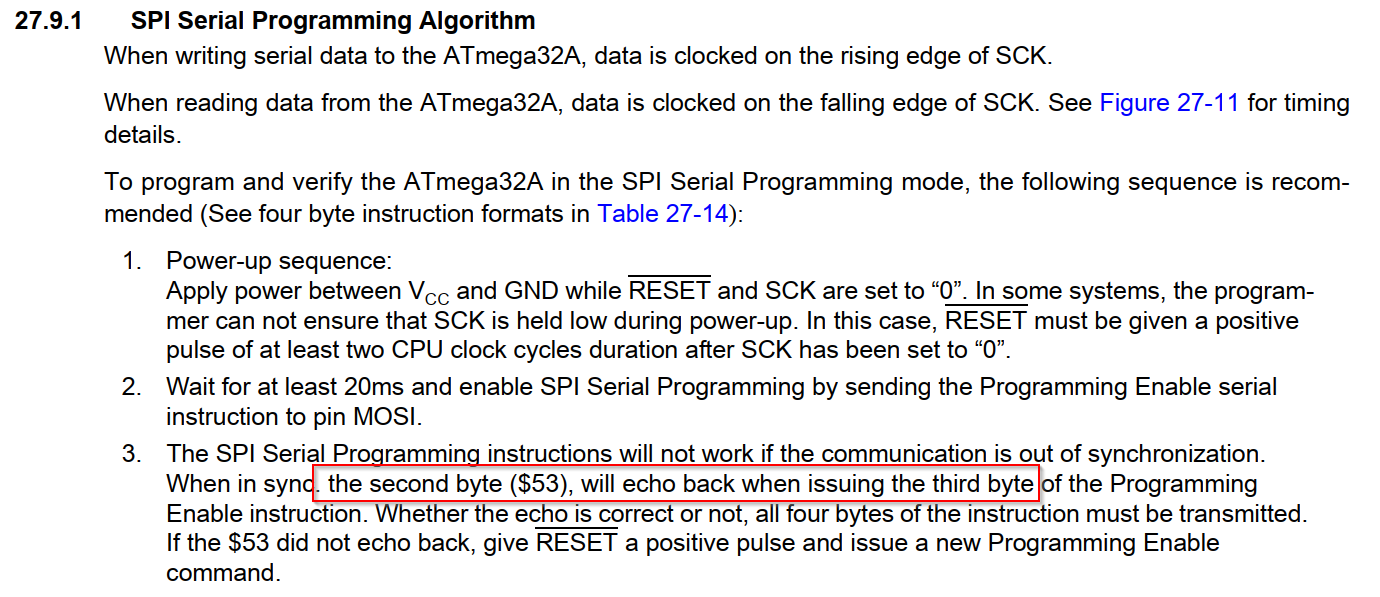 27.9.1 SPI Serial Programming Algorithm
When writing serial data to the ATmega32A, data is clocked on the rising edge of SCK.
When reading data from the ATmega32A, data is clocked on the falling edge of SCK. See Figure 27-11 for timing
details.
To program and verify the ATmega32A in the SPI Serial Programming mode, the following sequence is recom-
mended (See four byte instruction formats in Table 27-14):
1. Power-up sequence:
Apply power between VCC and GND while RESET and SCK are set to “0”. In some systems, the program-
mer can not ensure that SCK is held low during power-up. In this case, RESET must be given a positive
pulse of at least two CPU clock cycles duration after SCK has been set to “0”.
2. Wait for at least 20ms and enable SPI Serial Programming by sending the Programming Enable serial
instruction to pin MOSI.
3. The SPI Serial Programming instructions will not work if the communication is out of synchronization.
When in sync. the second byte ($53), will echo back when issuing the third byte of the Programming
Enable instruction. Whether the echo is correct or not, all four bytes of the instruction must be transmitted.
If the $53 did not echo back, give RESET a positive pulse and issue a new Programming Enable
command.